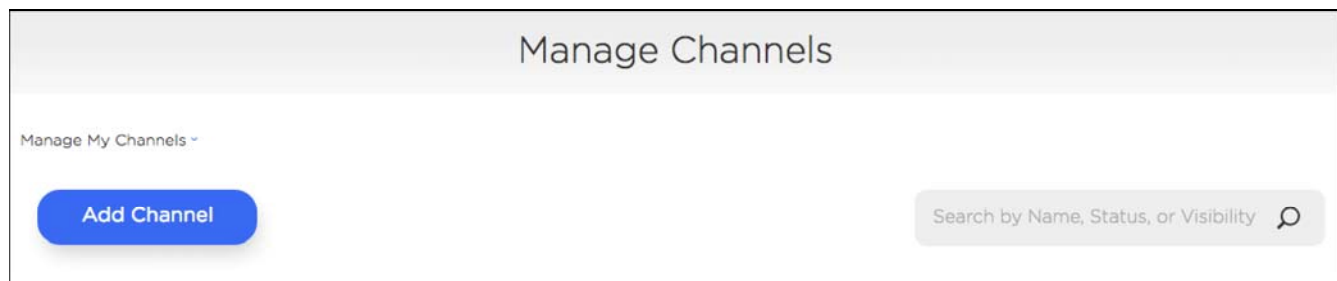 Manage Channels
Manage My Channels
Add Channel
Search by Name, Status, or Visibility